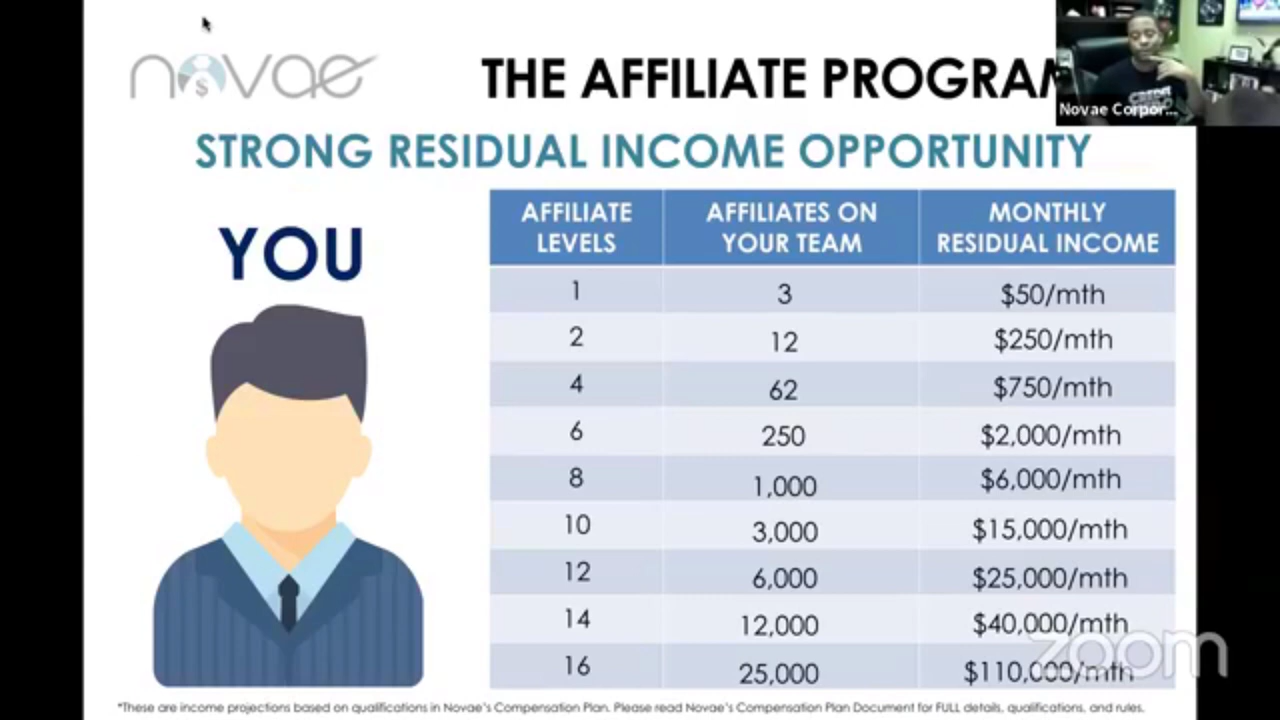 novae
THE AFFILIATE PROGRAM
Novae Corpor...
STRONG RESIDUAL INCOME OPPORTUNITY
YOU
AFFILIATE LEVELS
AFFILIATES ON YOUR TEAM
MONTHLY RESIDUAL INCOME
1 3 $50/mth
2 12 $250/mth
4 62 $750/mth
6 250 $2,000/mth
8 1,000 $6,000/mth
10 3,000 $15,000/mth
12 6,000 $25,000/mth
14 12,000 $40,000/mth
16 25,000 $110,000/mth
zoom
*These are income projections based on qualifications in Novae's Compensation Plan. Please read Novae's Compensation Plan Document for FULL details, qualifications, and rules.